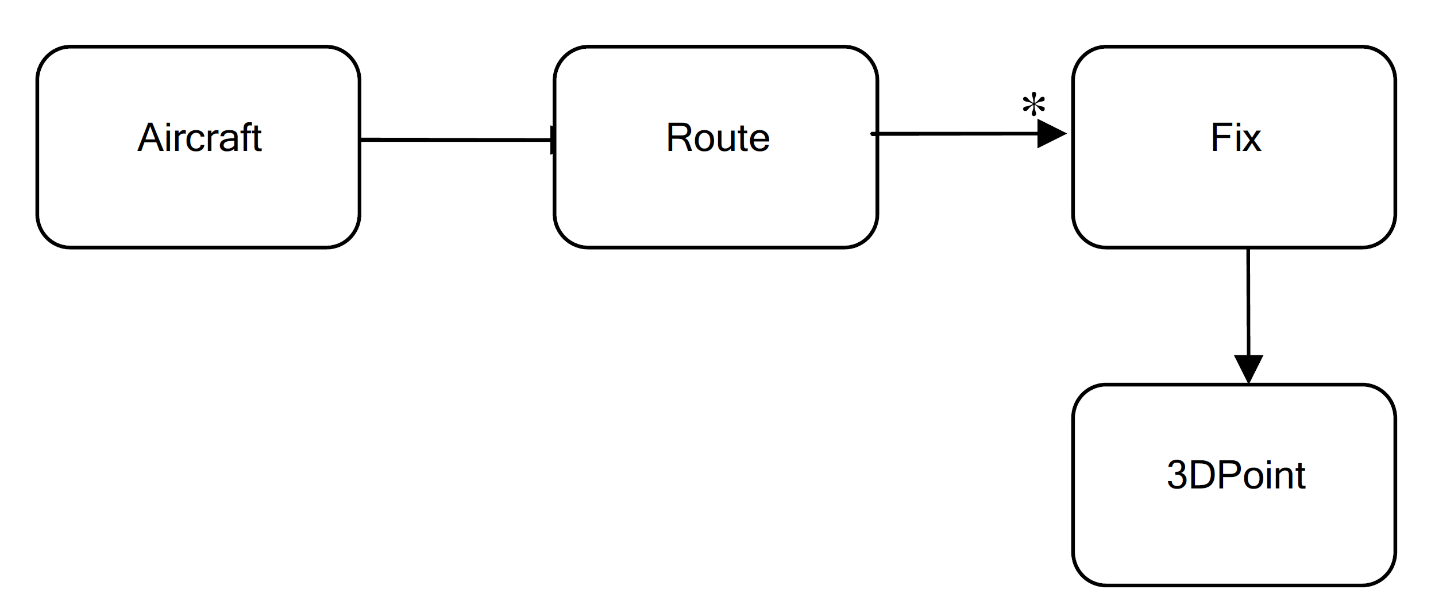 Aircraft
Route
*
Fix
3DPoint